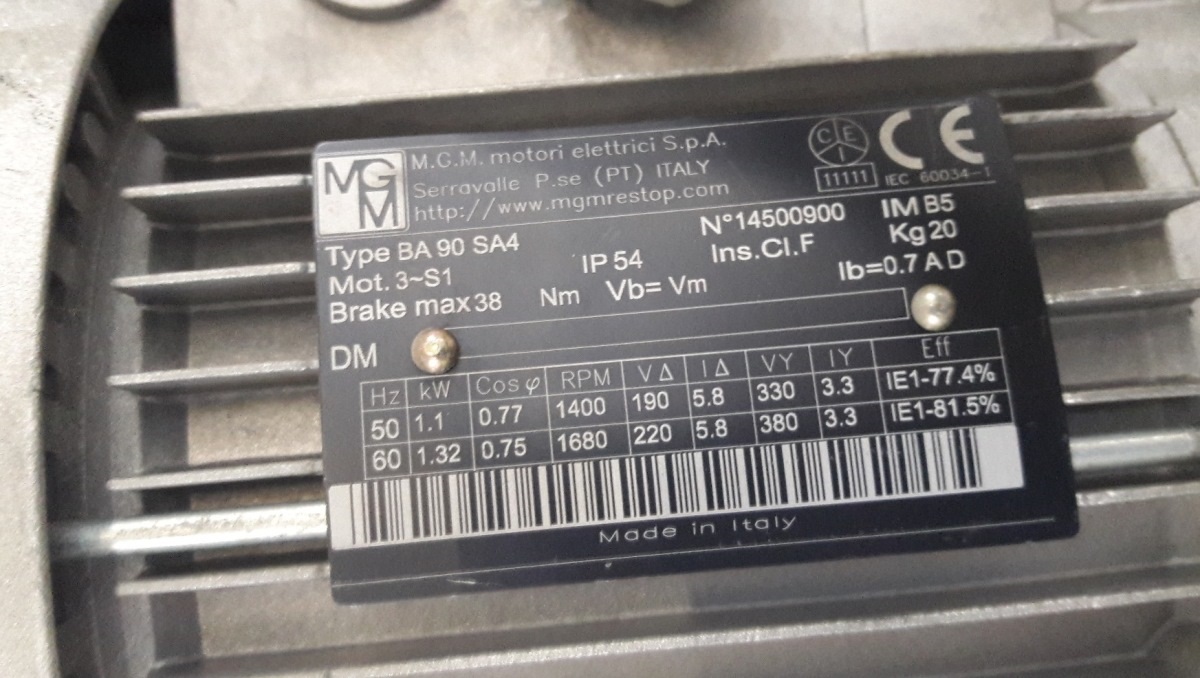 MGM
M.G.M. motori elettrici S.p.A.
Serravalle P.se (PT) ITALY
http://www.mgmrestop.com
CEI
11111
CE
IEC 60034-1
Type BA 90 SA4 N°14500900 IM B5
Mot. 3~S1 IP 54 Ins.Cl.F Kg 20
Brake max 38 Nm Vb= Vm Ib=0.7 A D
DM
Hz kW Cos φ RPM V Δ I Δ VY IY Eff
50 1.1 0.77 1400 190 5.8 330 3.3 IE1-77.4%
60 1.32 0.75 1680 220 5.8 380 3.3 IE1-81.5%
Made in Italy